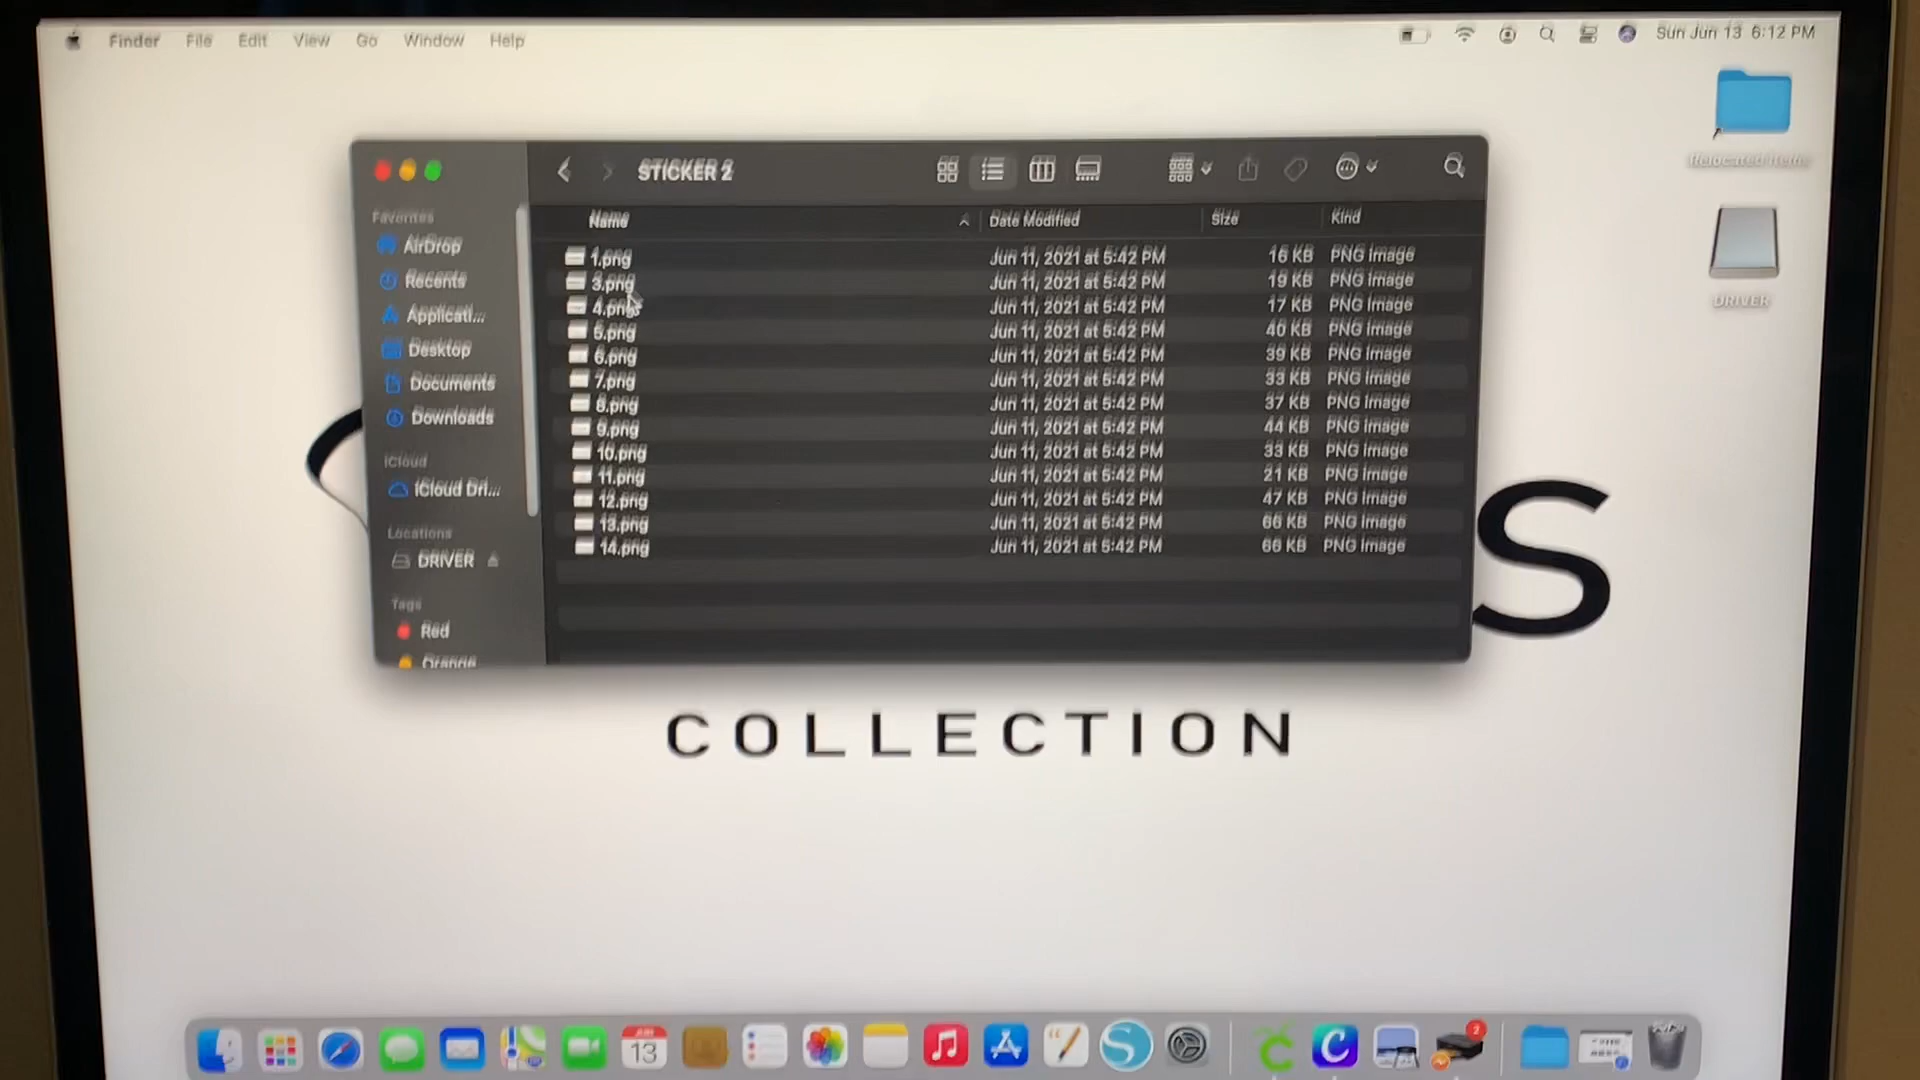 Finder File Edit View Go Window Help
Sun Jun 13 6:12 PM
Relocated Items
DRIVER
STICKER 2
Favorites
AirDrop
Recents
Applicati...
Desktop
Documents
Downloads
iCloud
iCloud Dri...
Locations
DRIVER
Tags
Red
Orange
Name Date Modified Size Kind
1.png Jun 11, 2021 at 5:42 PM 16 KB PNG image
3.png Jun 11, 2021 at 5:42 PM 19 KB PNG image
4.png Jun 11, 2021 at 5:42 PM 17 KB PNG image
5.png Jun 11, 2021 at 5:42 PM 40 KB PNG image
6.png Jun 11, 2021 at 5:42 PM 39 KB PNG image
7.png Jun 11, 2021 at 5:42 PM 33 KB PNG image
8.png Jun 11, 2021 at 5:42 PM 37 KB PNG image
9.png Jun 11, 2021 at 5:42 PM 44 KB PNG image
10.png Jun 11, 2021 at 5:42 PM 33 KB PNG image
11.png Jun 11, 2021 at 5:42 PM 21 KB PNG image
12.png Jun 11, 2021 at 5:42 PM 47 KB PNG image
13.png Jun 11, 2021 at 5:42 PM 66 KB PNG image
14.png Jun 11, 2021 at 5:42 PM 66 KB PNG image
S
COLLECTION
JUN
13
2